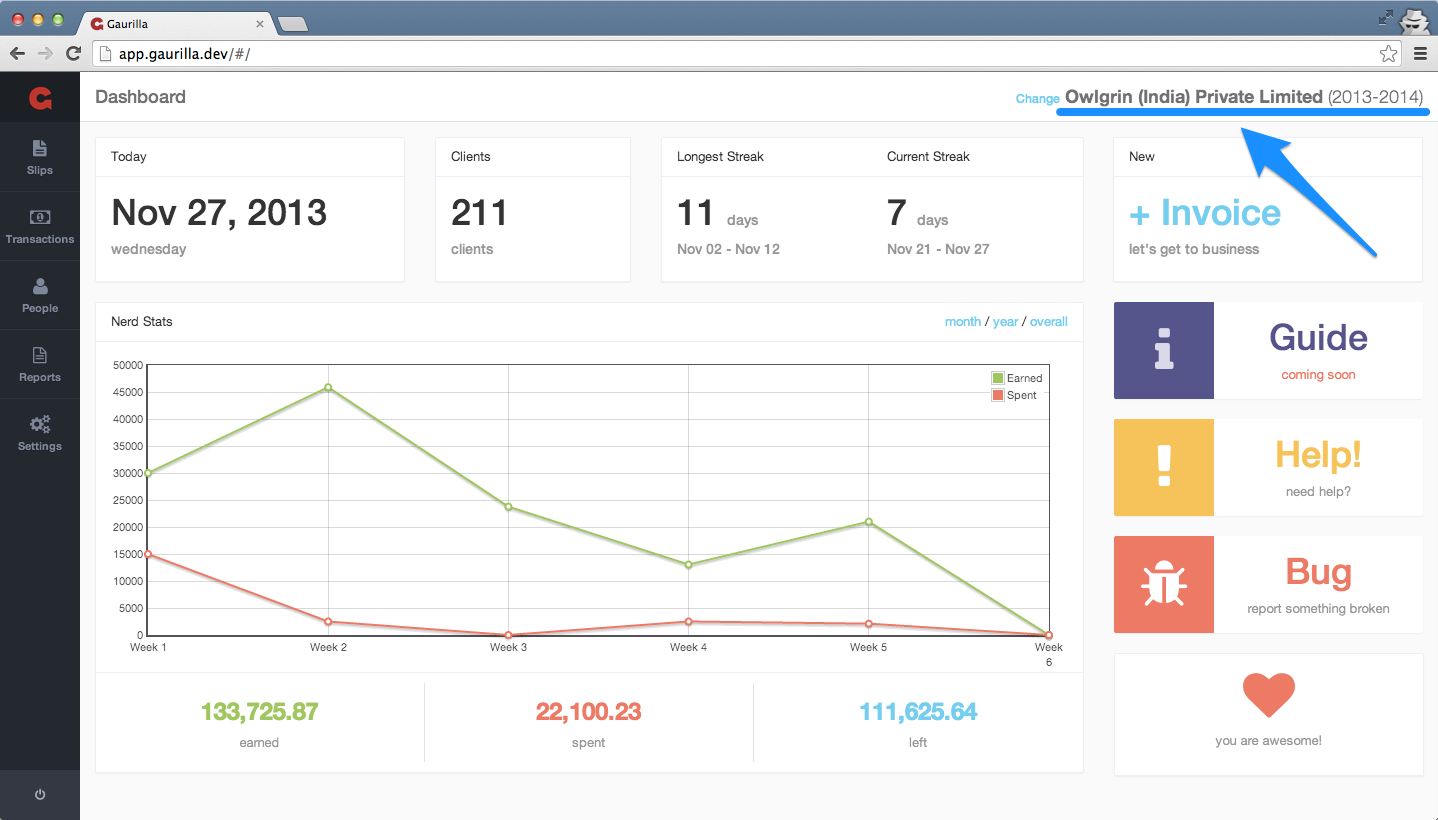 Gaurilla
app.gaurilla.dev/#/
Dashboard
Change Owlgrin (India) Private Limited (2013-2014)
Slips
Transactions
People
Reports
Settings
Today
Nov 27, 2013
wednesday
Clients
211
clients
Longest Streak
11 days
Nov 02 - Nov 12
Current Streak
7 days
Nov 21 - Nov 27
New
+ Invoice
let's get to business
Nerd Stats
month / year / overall
50000
45000
40000
35000
30000
25000
20000
15000
10000
5000
0
Earned
Spent
Week 1
Week 2
Week 3
Week 4
Week 5
Week
6
133,725.87
earned
22,100.23
spent
111,625.64
left
Guide
coming soon
Help!
need help?
Bug
report something broken
you are awesome!